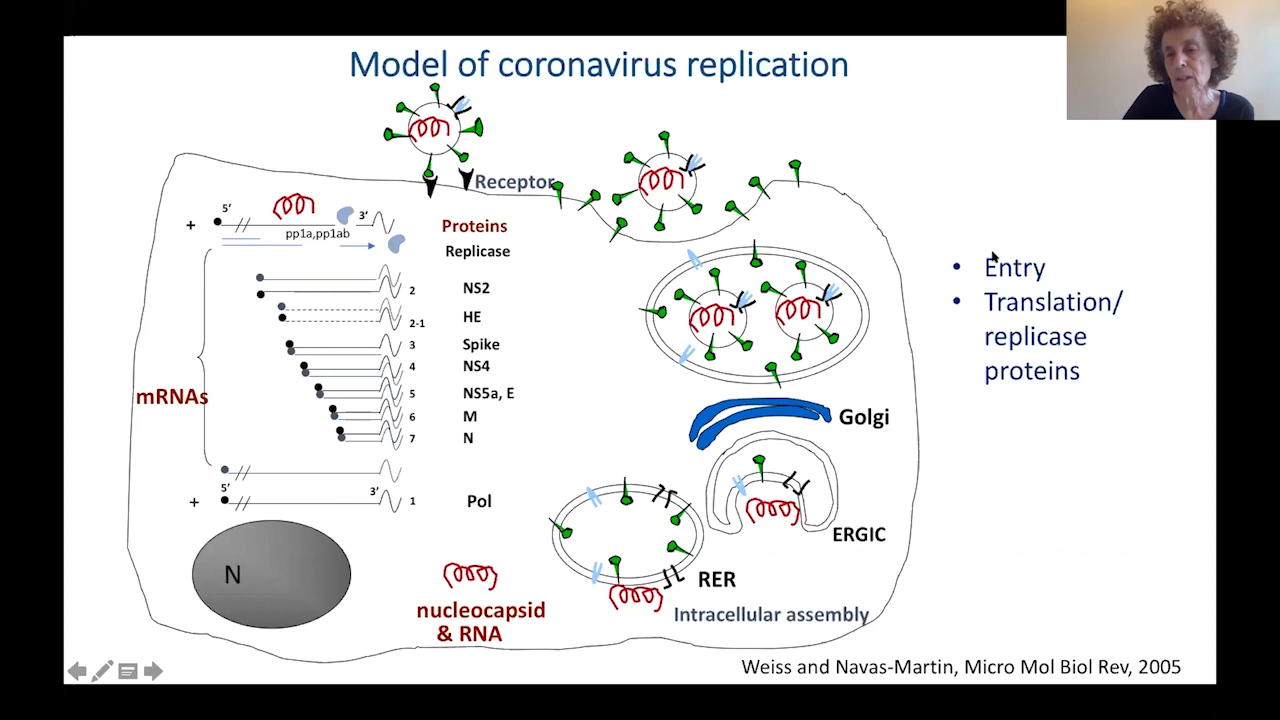 Model of coronavirus replication
Receptor
5'
3'
+
pp1a,pp1ab
Proteins
Replicase
2 NS2
2-1 HE
3 Spike
4 NS4
5 NS5a, E
6 M
7 N
mRNAs
5'
3'
+
1 Pol
N
nucleocapsid
& RNA
Golgi
ERGIC
RER
Intracellular assembly
• Entry
• Translation/
replicase
proteins
Weiss and Navas-Martin, Micro Mol Biol Rev, 2005